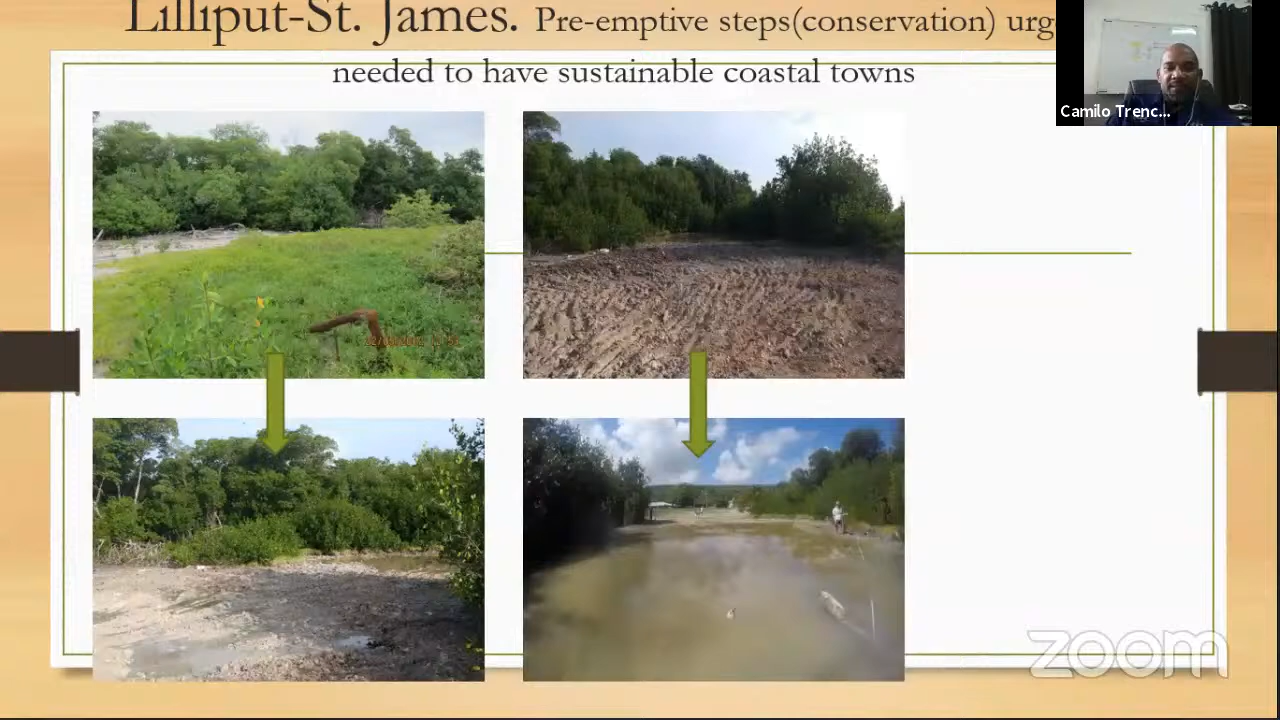 Lilliput-St. James. Pre-emptive steps(conservation) urg
needed to have sustainable coastal towns
Camilo Trenc...
zoom